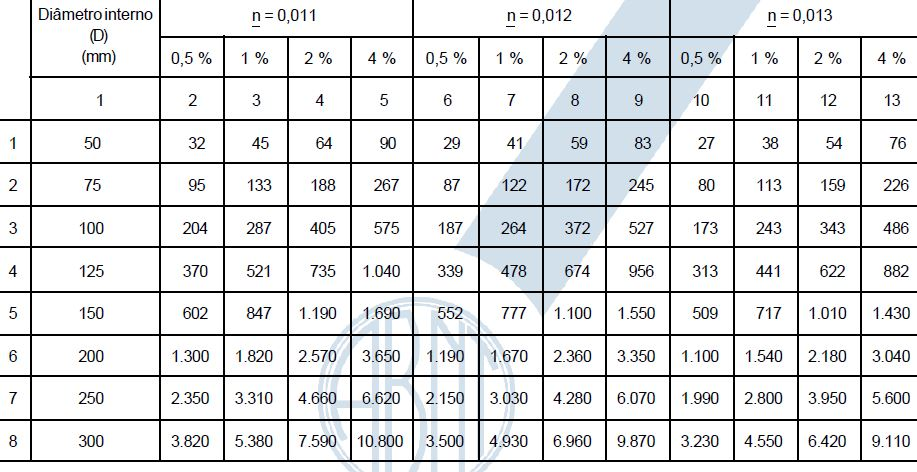 Diâmetro interno n = 0,011 n = 0,012 n = 0,013
(D)
(mm) 0,5 % 1 % 2 % 4 % 0,5 % 1 % 2 % 4 % 0,5 % 1 % 2 % 4 %
1 2 3 4 5 6 7 8 9 10 11 12 13
1 50 32 45 64 90 29 41 59 83 27 38 54 76
2 75 95 133 188 267 87 122 172 245 80 113 159 226
3 100 204 287 405 575 187 264 372 527 173 243 343 486
4 125 370 521 735 1.040 339 478 674 956 313 441 622 882
5 150 602 847 1.190 1.690 552 777 1.100 1.550 509 717 1.010 1.430
6 200 1.300 1.820 2.570 3.650 1.190 1.670 2.360 3.350 1.100 1.540 2.180 3.040
7 250 2.350 3.310 4.660 6.620 2.150 3.030 4.280 6.070 1.990 2.800 3.950 5.600
8 300 3.820 5.380 7.590 10.800 3.500 4.930 6.960 9.870 3.230 4.550 6.420 9.110
ABNT